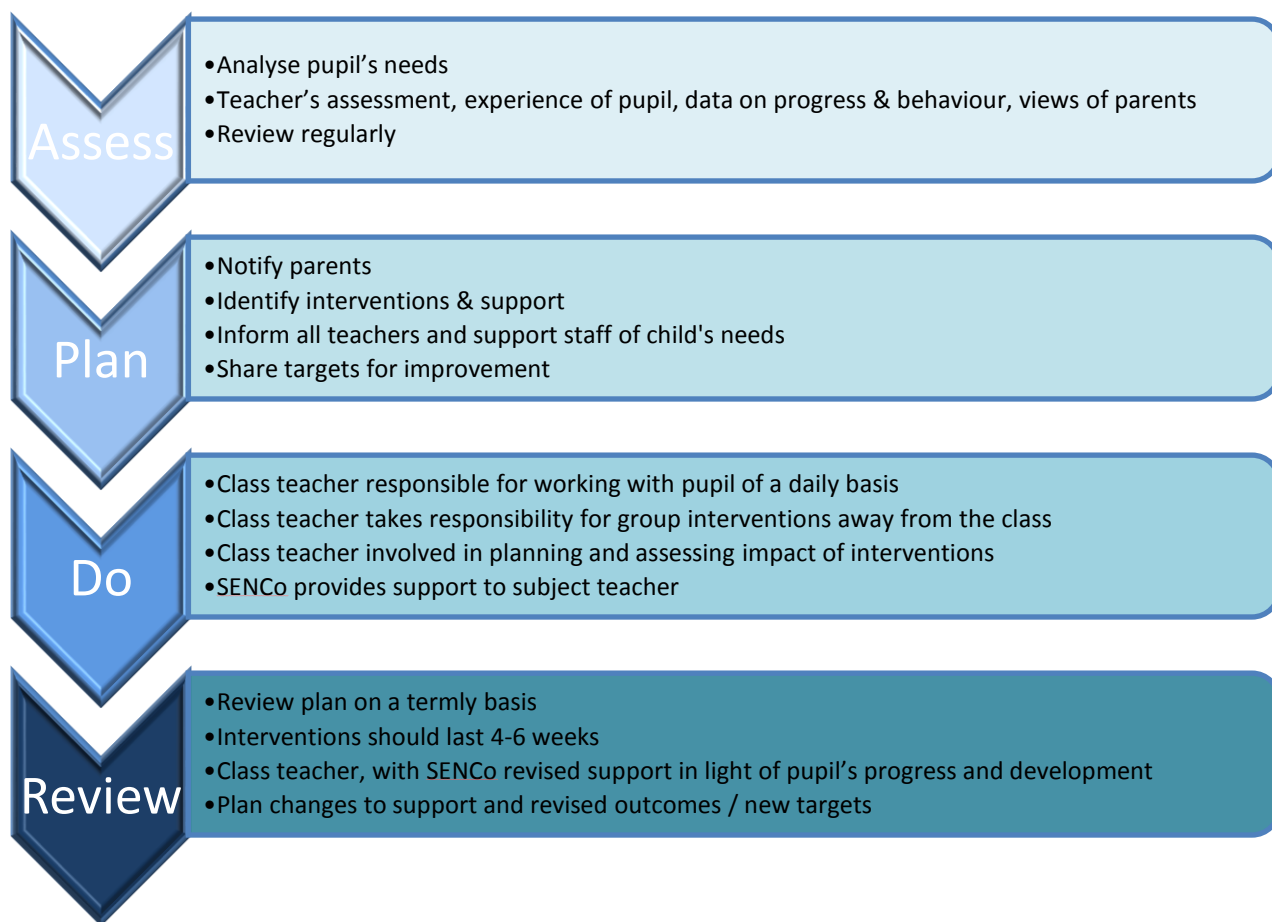 Assess
•Analyse pupil’s needs
•Teacher’s assessment, experience of pupil, data on progress & behaviour, views of parents
•Review regularly
Plan
•Notify parents
•Identify interventions & support
•Inform all teachers and support staff of child's needs
•Share targets for improvement
Do
•Class teacher responsible for working with pupil of a daily basis
•Class teacher takes responsibility for group interventions away from the class
•Class teacher involved in planning and assessing impact of interventions
•SENCo provides support to subject teacher
Review
•Review plan on a termly basis
•Interventions should last 4-6 weeks
•Class teacher, with SENCo revised support in light of pupil’s progress and development
•Plan changes to support and revised outcomes / new targets